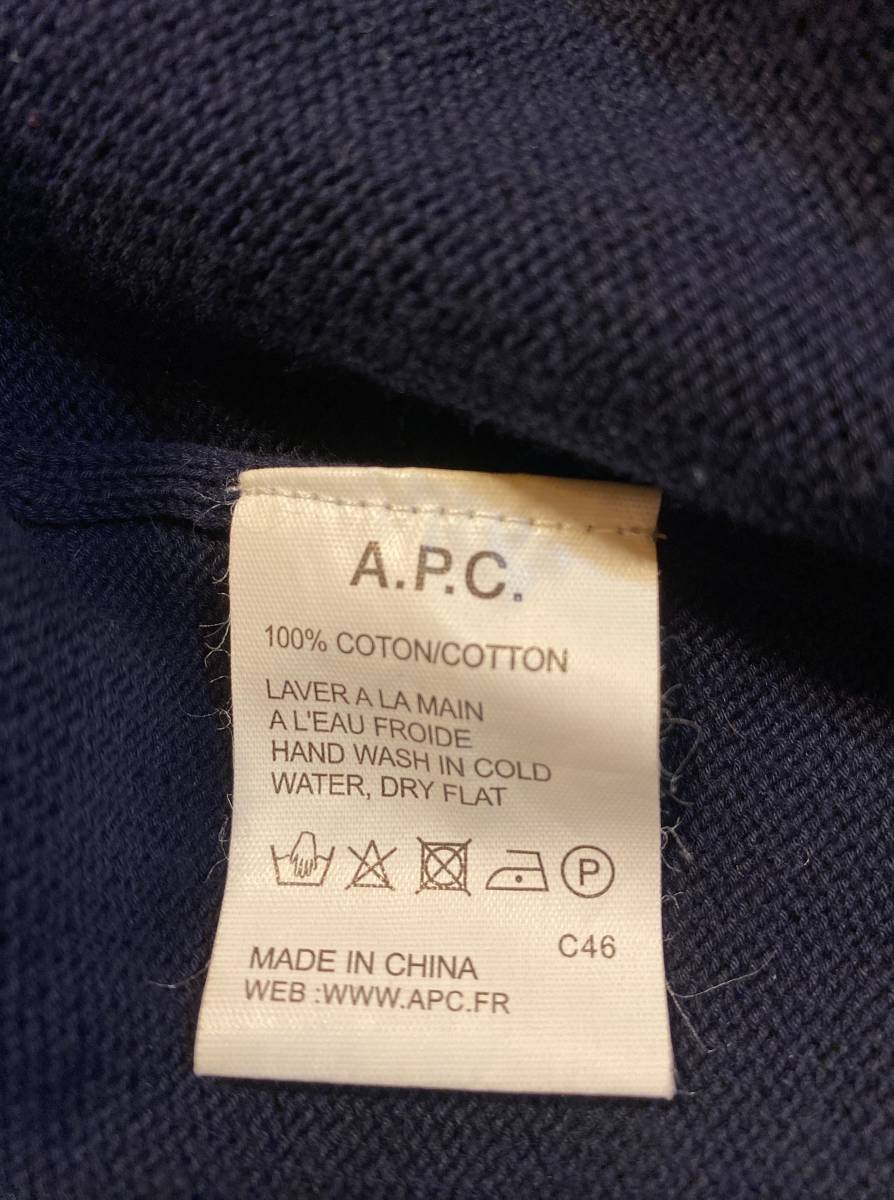 A.P.C.
100% COTON/COTTON
LAVER A LA MAIN
A L'EAU FROIDE
HAND WASH IN COLD
WATER, DRY FLAT
P
C46
MADE IN CHINA
WEB :WWW.APC.FR